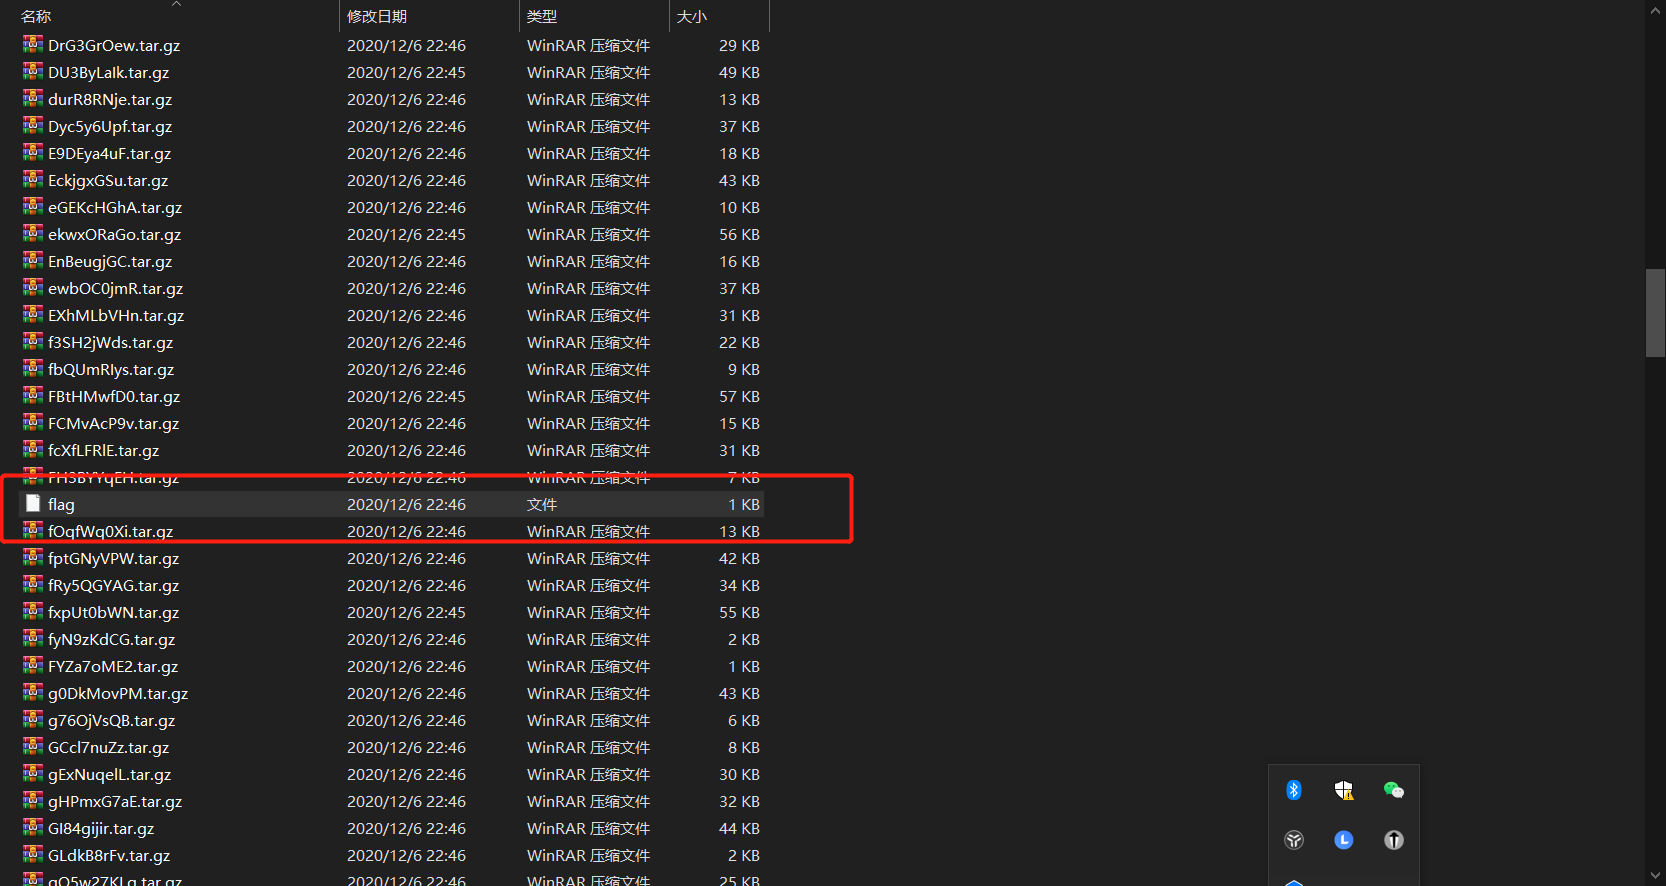 名称 修改日期 类型 大小
DrG3GrOew.tar.gz 2020/12/6 22:46 WinRAR 压缩文件 29 KB
DU3ByLaIk.tar.gz 2020/12/6 22:45 WinRAR 压缩文件 49 KB
durR8RNje.tar.gz 2020/12/6 22:46 WinRAR 压缩文件 13 KB
Dyc5y6Upf.tar.gz 2020/12/6 22:46 WinRAR 压缩文件 37 KB
E9DEya4uF.tar.gz 2020/12/6 22:46 WinRAR 压缩文件 18 KB
EckjgxGSu.tar.gz 2020/12/6 22:46 WinRAR 压缩文件 43 KB
eGEKcHGhA.tar.gz 2020/12/6 22:46 WinRAR 压缩文件 10 KB
ekwxORaGo.tar.gz 2020/12/6 22:45 WinRAR 压缩文件 56 KB
EnBeugjGC.tar.gz 2020/12/6 22:46 WinRAR 压缩文件 16 KB
ewbOC0jmR.tar.gz 2020/12/6 22:46 WinRAR 压缩文件 37 KB
EXhMLbVHn.tar.gz 2020/12/6 22:46 WinRAR 压缩文件 31 KB
f3SH2jWds.tar.gz 2020/12/6 22:46 WinRAR 压缩文件 22 KB
fbQUmRIys.tar.gz 2020/12/6 22:46 WinRAR 压缩文件 9 KB
FBtHMwfD0.tar.gz 2020/12/6 22:45 WinRAR 压缩文件 57 KB
FCMvAcP9v.tar.gz 2020/12/6 22:46 WinRAR 压缩文件 15 KB
fcXfLFRlE.tar.gz 2020/12/6 22:46 WinRAR 压缩文件 31 KB
FH3BYYqEH.tar.gz 2020/12/6 22:46 WinRAR 压缩文件 7 KB
flag 2020/12/6 22:46 文件 1 KB
fOqfWq0Xi.tar.gz 2020/12/6 22:46 WinRAR 压缩文件 13 KB
fptGNyVPW.tar.gz 2020/12/6 22:46 WinRAR 压缩文件 42 KB
fRy5QGYAG.tar.gz 2020/12/6 22:46 WinRAR 压缩文件 34 KB
fxpUt0bWN.tar.gz 2020/12/6 22:45 WinRAR 压缩文件 55 KB
fyN9zKdCG.tar.gz 2020/12/6 22:46 WinRAR 压缩文件 2 KB
FYZa7oME2.tar.gz 2020/12/6 22:46 WinRAR 压缩文件 1 KB
g0DkMovPM.tar.gz 2020/12/6 22:46 WinRAR 压缩文件 43 KB
g76OjVsQB.tar.gz 2020/12/6 22:46 WinRAR 压缩文件 6 KB
GCcl7nuZz.tar.gz 2020/12/6 22:46 WinRAR 压缩文件 8 KB
gExNuqelL.tar.gz 2020/12/6 22:46 WinRAR 压缩文件 30 KB
gHPmxG7aE.tar.gz 2020/12/6 22:46 WinRAR 压缩文件 32 KB
GI84gijir.tar.gz 2020/12/6 22:46 WinRAR 压缩文件 44 KB
GLdkB8rFv.tar.gz 2020/12/6 22:46 WinRAR 压缩文件 2 KB
2020/12/6 22:46 WinRAR 压缩文件 25 KB